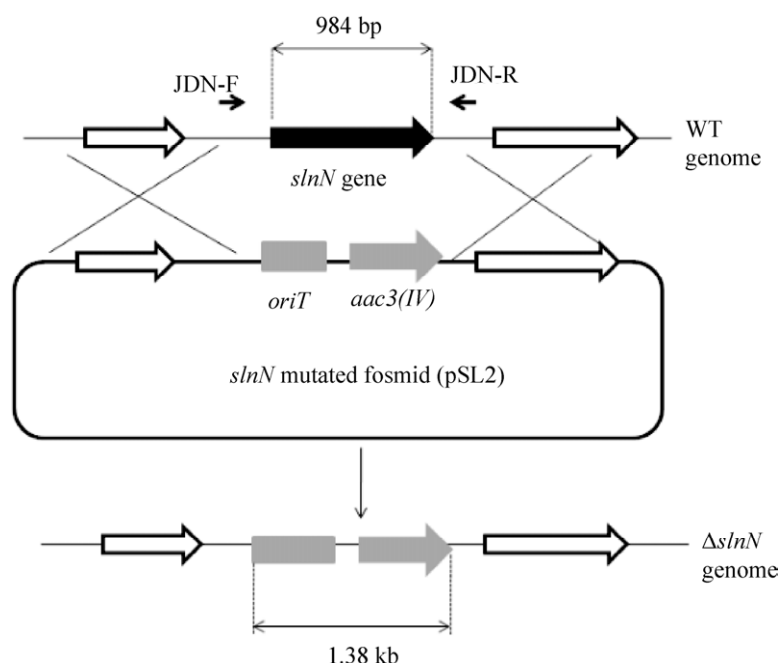 984 bp
JDN-F
JDN-R
WT
genome
slnN gene
oriT
aac3(IV)
slnN mutated fosmid (pSL2)
ΔslnN
genome
1.38 kb